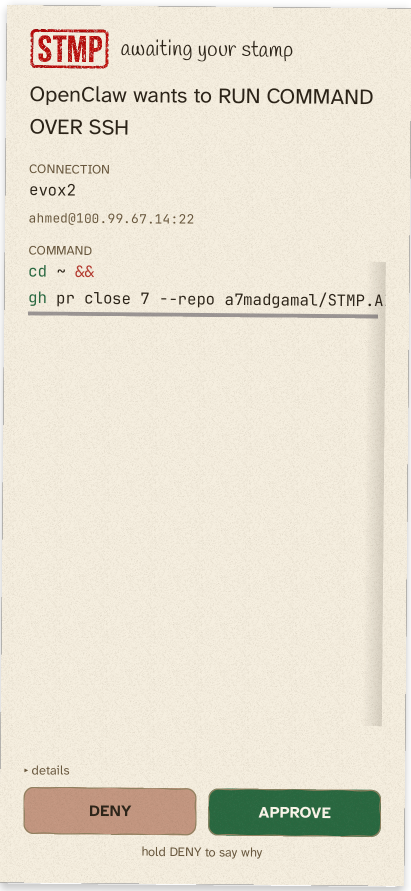 STMP awaiting your stamp
OpenClaw wants to RUN COMMAND
OVER SSH
CONNECTION
evox2
ahmed@100.99.67.14:22
COMMAND
cd ~ &&
gh pr close 7 --repo a7madgamal/STMP.A
▸ details
DENY APPROVE
hold DENY to say why